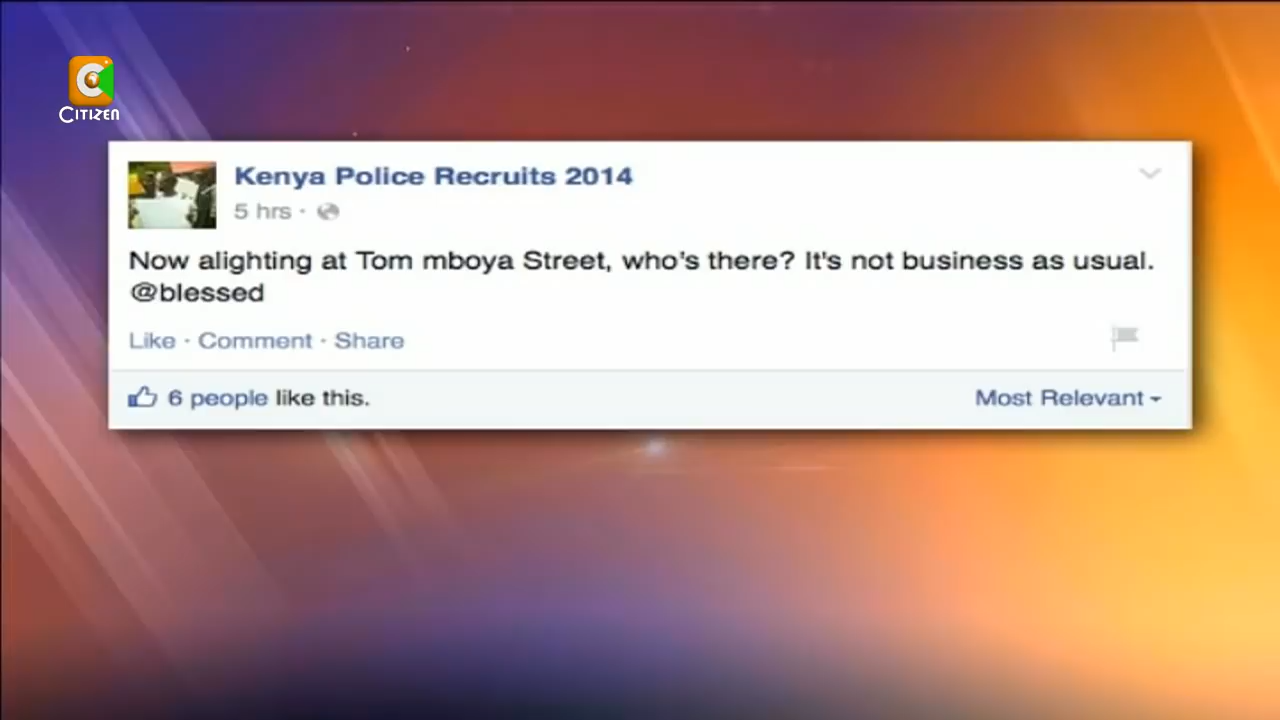 CITIZEN
Kenya Police Recruits 2014
5 hrs ·
Now alighting at Tom mboya Street, who's there? It's not business as usual.
@blessed
Like · Comment · Share
6 people like this.
Most Relevant